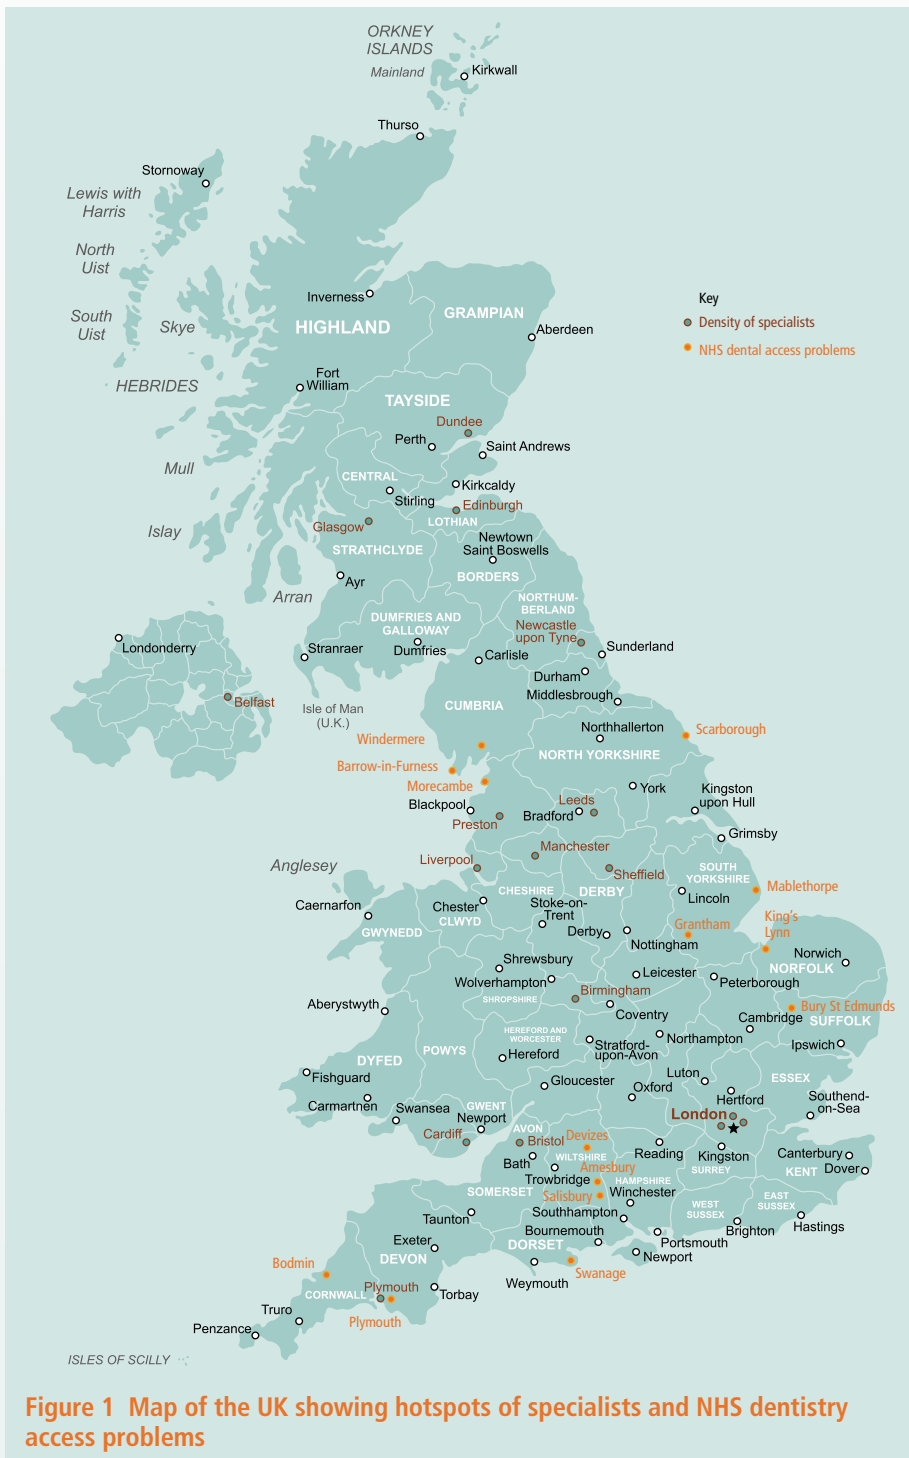 ORKNEY
ISLANDS
Mainland
Kirkwall
Thurso
Stornoway
Lewis with
Harris
North
Uist
South
Uist
Skye
Inverness
HIGHLAND
GRAMPIAN
Aberdeen
Key
Density of specialists
NHS dental access problems
HEBRIDES
Fort
William
TAYSIDE
Dundee
Perth
Saint Andrews
Mull
CENTRAL
Kirkcaldy
Stirling
Edinburgh
Islay
Glasgow
LOTHIAN
STRATHCLYDE
Newtown
Saint Boswells
BORDERS
Ayr
Arran
NORTHUM-
BERLAND
DUMFRIES AND
GALLOWAY
Newcastle
upon Tyne
Londonderry
Stranraer
Dumfries
Carlisle
Sunderland
Durham
Middlesbrough
Belfast
Isle of Man
(U.K.)
CUMBRIA
Northhallerton
Scarborough
Windermere
NORTH YORKSHIRE
Barrow-in-Furness
Morecambe
York
Kingston
upon Hull
Blackpool
Leeds
Bradford
Preston
Grimsby
Manchester
Liverpool
Sheffield
Anglesey
SOUTH
YORKSHIRE
Mablethorpe
CHESHIRE
DERBY
Lincoln
Caernarfon
Chester
Stoke-on-
Trent
GWYNEDD
CLWYD
Derby
Nottingham
Grantham
King's
Lynn
Norwich
NORFOLK
Shrewsbury
Wolverhampton
Leicester
Peterborough
SHROPSHIRE
Birmingham
Coventry
Aberystwyth
Bury St Edmunds
Cambridge
SUFFOLK
HEREFORD AND
WORCESTER
Stratford-
upon-Avon
Northampton
Ipswich
POWYS
Hereford
DYFED
Fishguard
Gloucester
Luton
Oxford
ESSEX
Hertford
Southend-
on-Sea
Carmartnen
Swansea
GWENT
Newport
London
Cardiff
AVON
Bristol
Devizes
Bath
WILTSHIRE
Reading
Kingston
Canterbury
Trowbridge
Amesbury
SURREY
KENT
Dover
SOMERSET
Salisbury
HAMPSHIRE
Winchester
WEST
SUSSEX
EAST
SUSSEX
Taunton
Southhampton
Bournemouth
Brighton
Hastings
Exeter
DORSET
Portsmouth
Newport
DEVON
Bodmin
Swanage
Weymouth
CORNWALL
Plymouth
Torbay
Truro
Plymouth
Penzance
ISLES OF SCILLY
Figure 1 Map of the UK showing hotspots of specialists and NHS dentistry
access problems